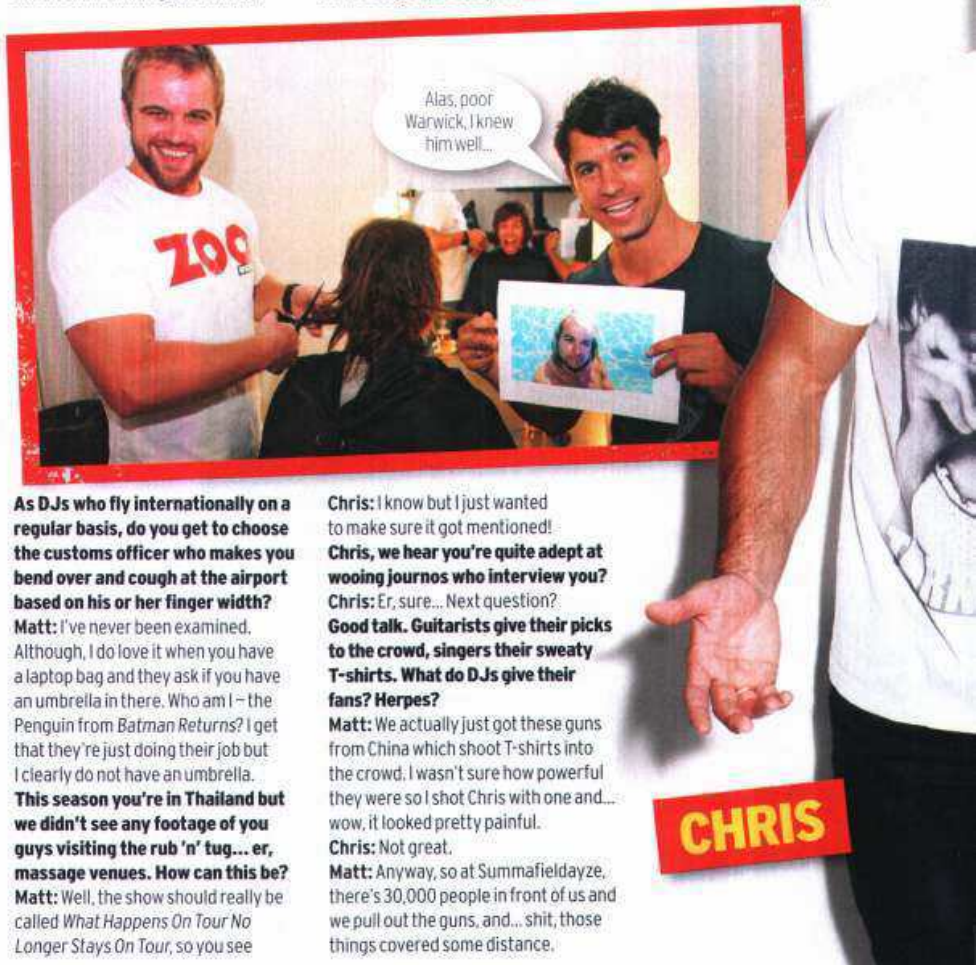 Alas, poor
Warwick, I knew
him well...
ZOO
As DJs who fly internationally on a
regular basis, do you get to choose
the customs officer who makes you
bend over and cough at the airport
based on his or her finger width?
Matt: I've never been examined.
Although, I do love it when you have
a laptop bag and they ask if you have
an umbrella in there. Who am I – the
Penguin from Batman Returns? I get
that they're just doing their job but
I clearly do not have an umbrella.
This season you're in Thailand but
we didn't see any footage of you
guys visiting the rub 'n' tug... er,
massage venues. How can this be?
Matt: Well, the show should really be
called What Happens On Tour No
Longer Stays On Tour, so you see
Chris: I know but I just wanted
to make sure it got mentioned!
Chris, we hear you're quite adept at
wooing journos who interview you?
Chris: Er, sure... Next question?
Good talk. Guitarists give their picks
to the crowd, singers their sweaty
T-shirts. What do DJs give their
fans? Herpes?
Matt: We actually just got these guns
from China which shoot T-shirts into
the crowd. I wasn't sure how powerful
they were so I shot Chris with one and...
wow, it looked pretty painful.
Chris: Not great.
Matt: Anyway, so at Summafieldayze,
there's 30,000 people in front of us and
we pull out the guns, and... shit, those
things covered some distance.
CHRIS